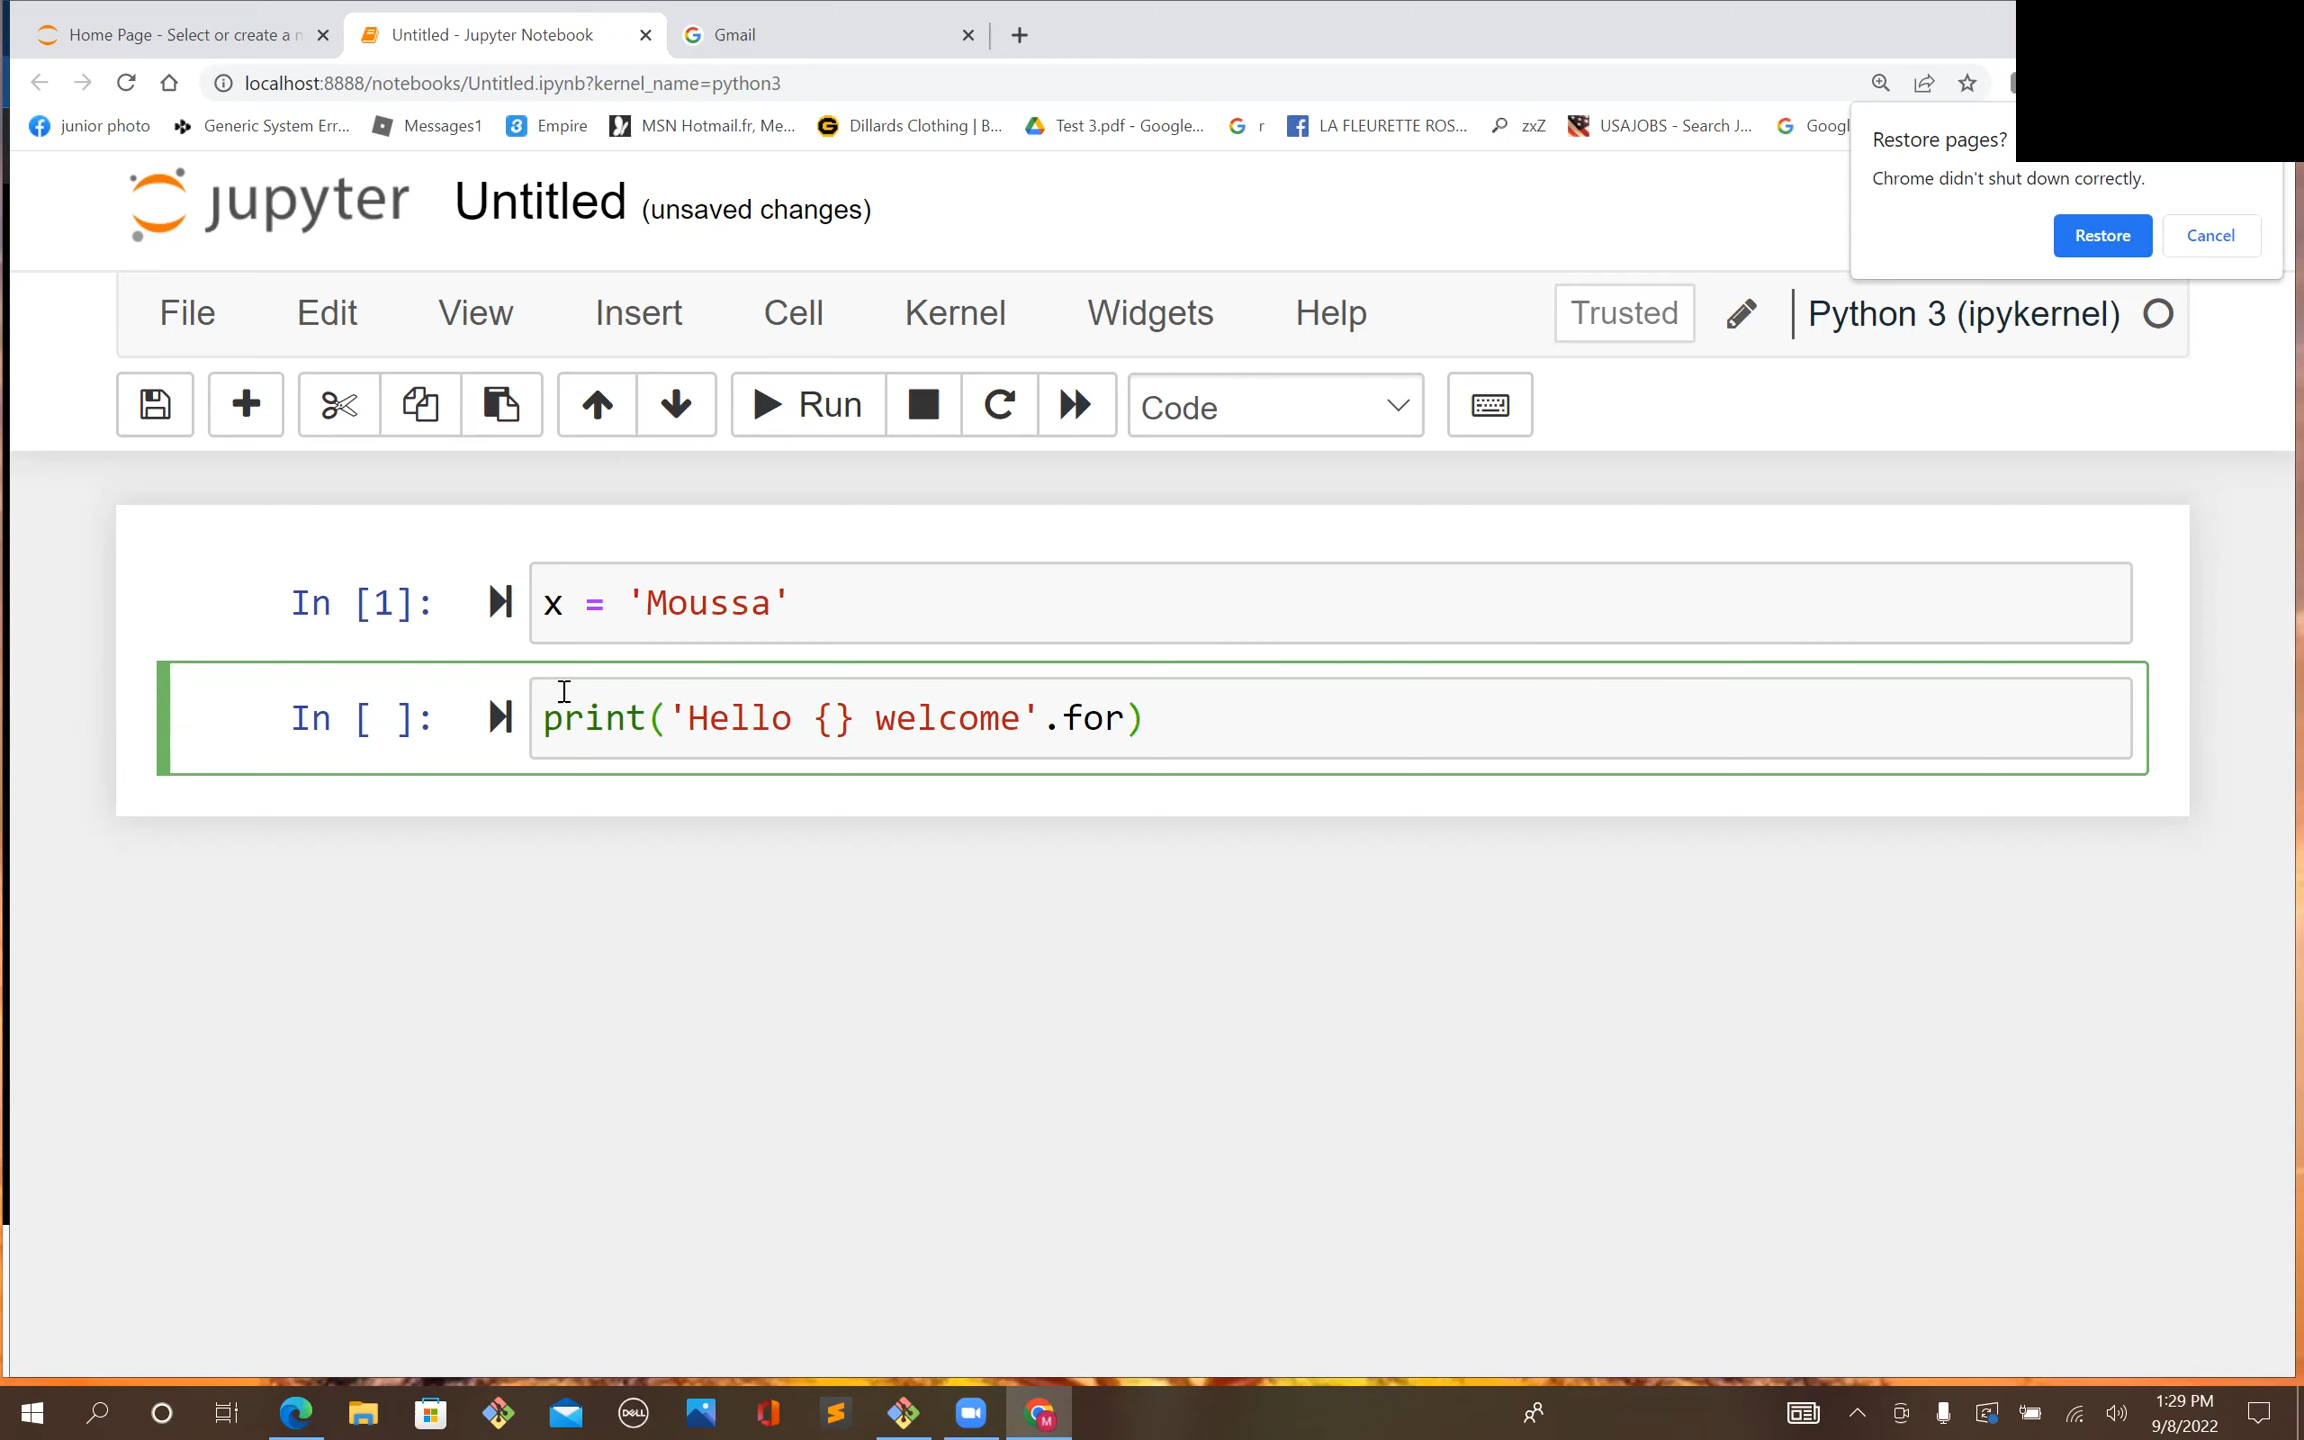 Home Page - Select or create a n
Untitled - Jupyter Notebook
Gmail
localhost:8888/notebooks/Untitled.ipynb?kernel_name=python3
junior photo
Generic System Err...
Messages1
Empire
MSN Hotmail.fr, Me...
Dillards Clothing | B...
Test 3.pdf - Google...
r
LA FLEURETTE ROS...
zxZ
USAJOBS - Search J...
Googl
Restore pages?
Chrome didn't shut down correctly.
Restore
Cancel
jupyter
Untitled (unsaved changes)
File
Edit
View
Insert
Cell
Kernel
Widgets
Help
Trusted
Python 3 (ipykernel)
Run
Code
In [1]:
x = 'Moussa'
In [ ]:
print('Hello {} welcome'.for)
DELL
M
1:29 PM
9/8/2022